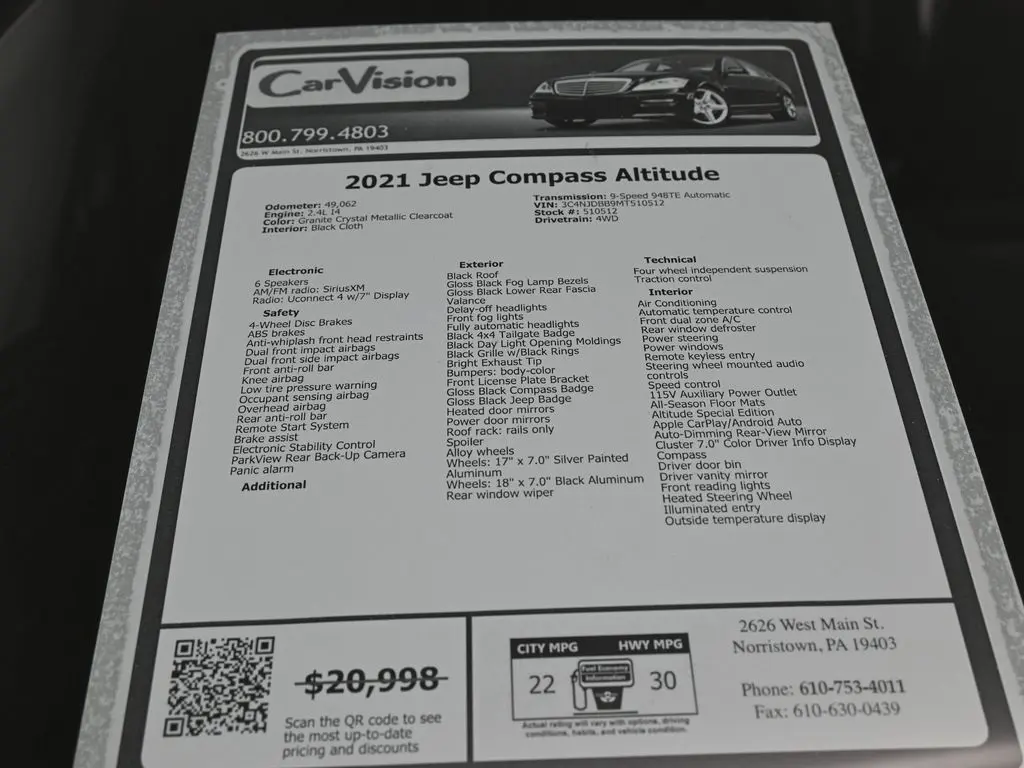 CarVision
800.799.4803
2626 W Main St. Norristown, PA 19403
2021 Jeep Compass Altitude
Odometer: 49,062
Engine: 2.4L I4
Color: Granite Crystal Metallic Clearcoat
Interior: Black Cloth
Transmission: 9-Speed 948TE Automatic
VIN: 3C4NJDBB9MT510512
Stock #: 510512
Drivetrain: 4WD
Electronic
6 Speakers
AM/FM radio: SiriusXM
Radio: Uconnect 4 w/7" Display
Safety
4-Wheel Disc Brakes
ABS brakes
Anti-whiplash front head restraints
Dual front impact airbags
Dual front side impact airbags
Front anti-roll bar
Knee airbag
Low tire pressure warning
Occupant sensing airbag
Overhead airbag
Rear anti-roll bar
Remote Start System
Brake assist
Electronic Stability Control
ParkView Rear Back-Up Camera
Panic alarm
Additional
Exterior
Black Roof
Gloss Black Fog Lamp Bezels
Gloss Black Lower Rear Fascia
Valance
Delay-off headlights
Front fog lights
Fully automatic headlights
Black 4x4 Tailgate Badge
Black Day Light Opening Moldings
Black Grille w/Black Rings
Bright Exhaust Tip
Bumpers: body-color
Front License Plate Bracket
Gloss Black Compass Badge
Gloss Black Jeep Badge
Heated door mirrors
Power door mirrors
Roof rack: rails only
Spoiler
Alloy wheels
Wheels: 17" x 7.0" Silver Painted
Aluminum
Wheels: 18" x 7.0" Black Aluminum
Rear window wiper
Technical
Four wheel independent suspension
Traction control
Interior
Air Conditioning
Automatic temperature control
Front dual zone A/C
Rear window defroster
Power steering
Power windows
Remote keyless entry
Steering wheel mounted audio
controls
Speed control
115V Auxiliary Power Outlet
All-Season Floor Mats
Altitude Special Edition
Apple CarPlay/Android Auto
Auto-Dimming Rear-View Mirror
Cluster 7.0" Color Driver Info Display
Compass
Driver door bin
Driver vanity mirror
Front reading lights
Heated Steering Wheel
Illuminated entry
Outside temperature display
$20,998
Scan the QR code to see
the most up-to-date
pricing and discounts
CITY MPG HWY MPG
Fuel Economy
Information
22 30
Actual rating will vary with options, driving
conditions, habits, and vehicle condition.
2626 West Main St.
Norristown, PA 19403
Phone: 610-753-4011
Fax: 610-630-0439